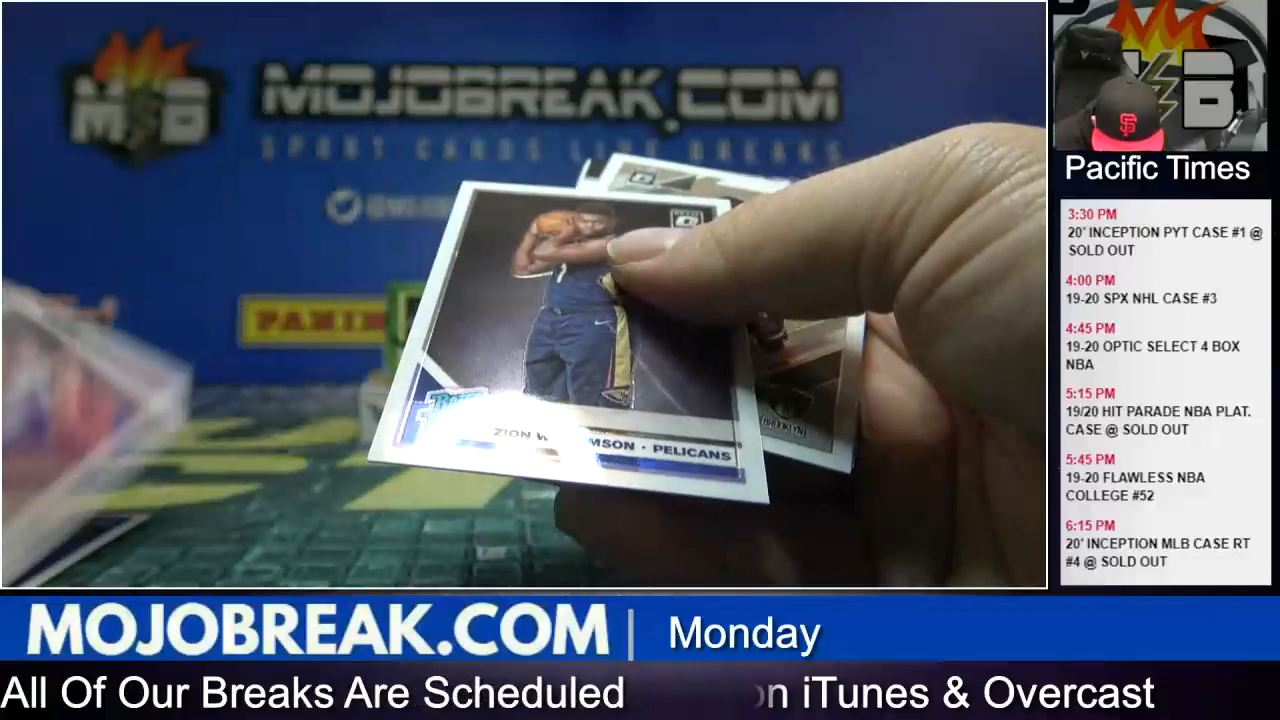 MSB
MOJOBREAK.COM
SPORT CARDS LIVE BREAKS
PANINI
ZION W MSON · PELICANS
BROOKLYN
SF
B
Pacific Times
3:30 PM
20' INCEPTION PYT CASE #1 @
SOLD OUT
4:00 PM
19-20 SPX NHL CASE #3
4:45 PM
19-20 OPTIC SELECT 4 BOX
NBA
5:15 PM
19/20 HIT PARADE NBA PLAT.
CASE @ SOLD OUT
5:45 PM
19-20 FLAWLESS NBA
COLLEGE #52
6:15 PM
20' INCEPTION MLB CASE RT
#4 @ SOLD OUT
MOJOBREAK.COM | Monday
All Of Our Breaks Are Scheduled on iTunes & Overcast